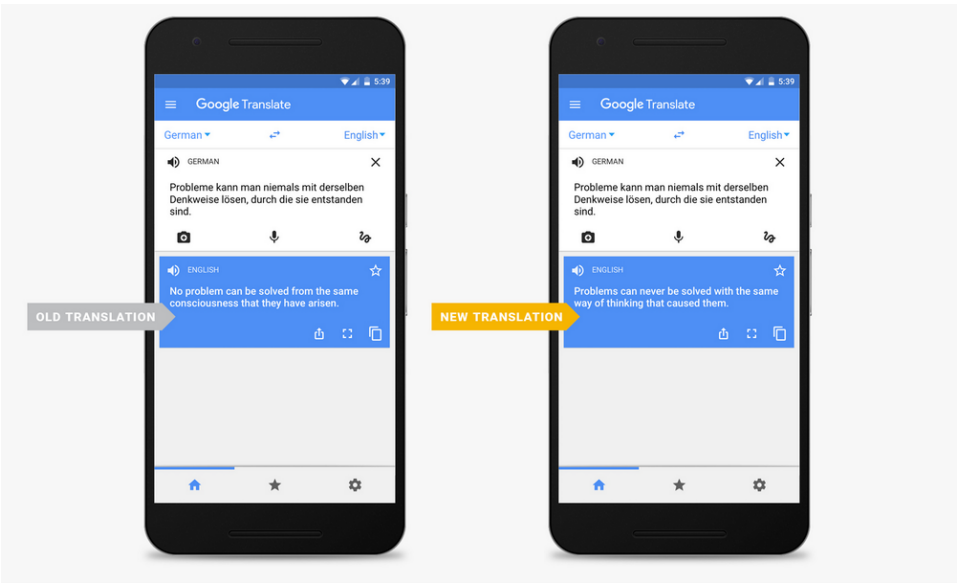 5:39
Google Translate
German
English
GERMAN
Probleme kann man niemals mit derselben
Denkweise lösen, durch die sie entstanden
sind.
ENGLISH
No problem can be solved from the same
consciousness that they have arisen.
OLD TRANSLATION
5:39
Google Translate
German
English
GERMAN
Probleme kann man niemals mit derselben
Denkweise lösen, durch die sie entstanden
sind.
ENGLISH
Problems can never be solved with the same
way of thinking that caused them.
NEW TRANSLATION